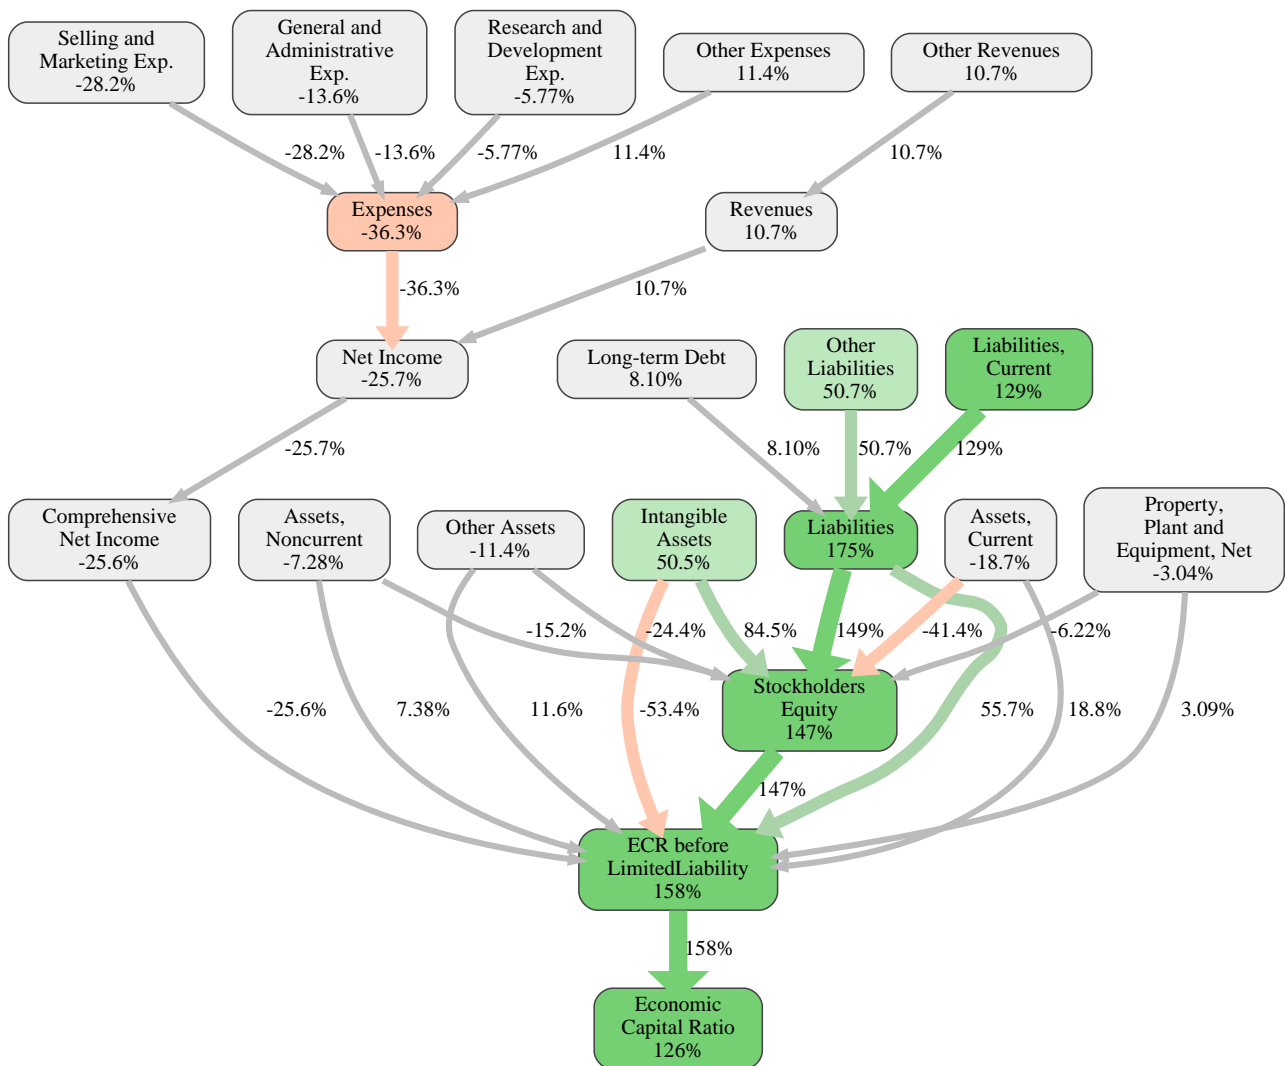 Selling and
Marketing Exp.
-28.2%
General and
Administrative
Exp.
-13.6%
Research and
Development
Exp.
-5.77%
Other Expenses
11.4%
Other Revenues
10.7%
-28.2%
-13.6%
-5.77%
11.4%
10.7%
Expenses
-36.3%
Revenues
10.7%
-36.3%
10.7%
Net Income
-25.7%
Long-term Debt
8.10%
Other
Liabilities
50.7%
Liabilities,
Current
129%
-25.7%
8.10%
50.7%
129%
Comprehensive
Net Income
-25.6%
Assets,
Noncurrent
-7.28%
Other Assets
-11.4%
Intangible
Assets
50.5%
Liabilities
175%
Assets,
Current
-18.7%
Property,
Plant and
Equipment, Net
-3.04%
-15.2%
-24.4%
84.5%
149%
-41.4%
-6.22%
Stockholders
Equity
147%
-25.6%
7.38%
11.6%
-53.4%
55.7%
18.8%
3.09%
147%
ECR before
LimitedLiability
158%
158%
Economic
Capital Ratio
126%